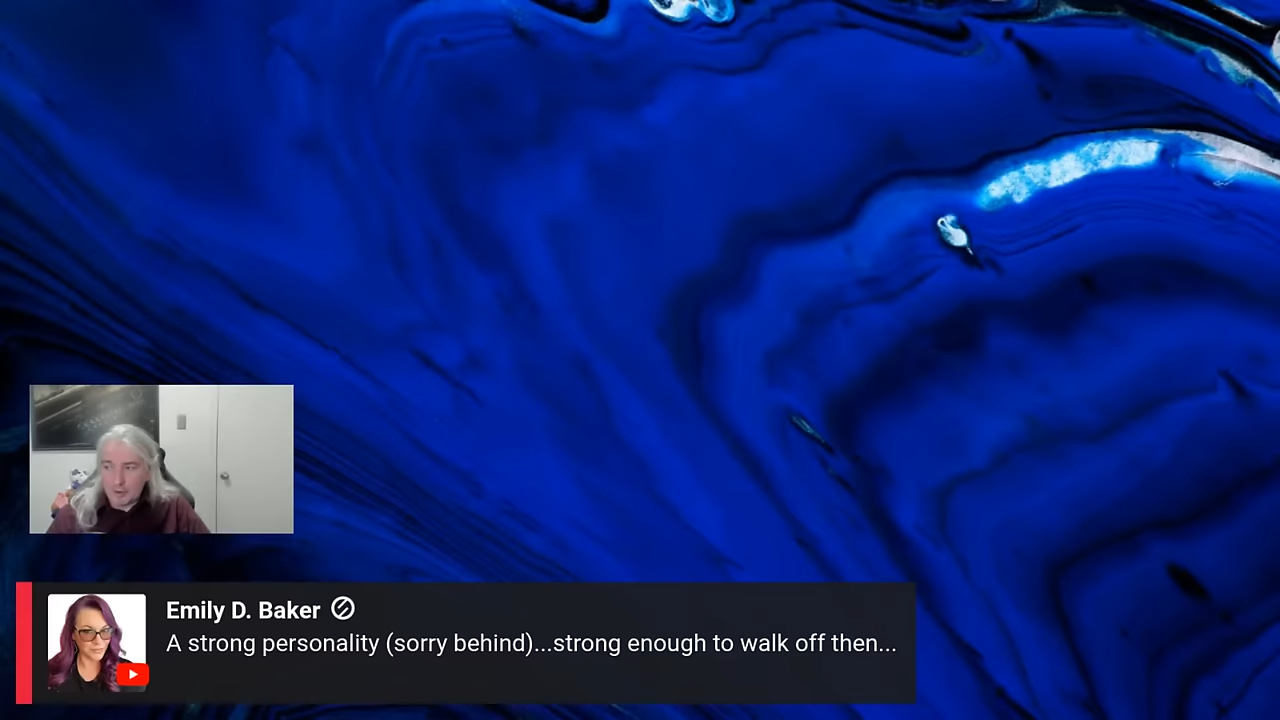 Emily D. Baker
A strong personality (sorry behind)...strong enough to walk off then...